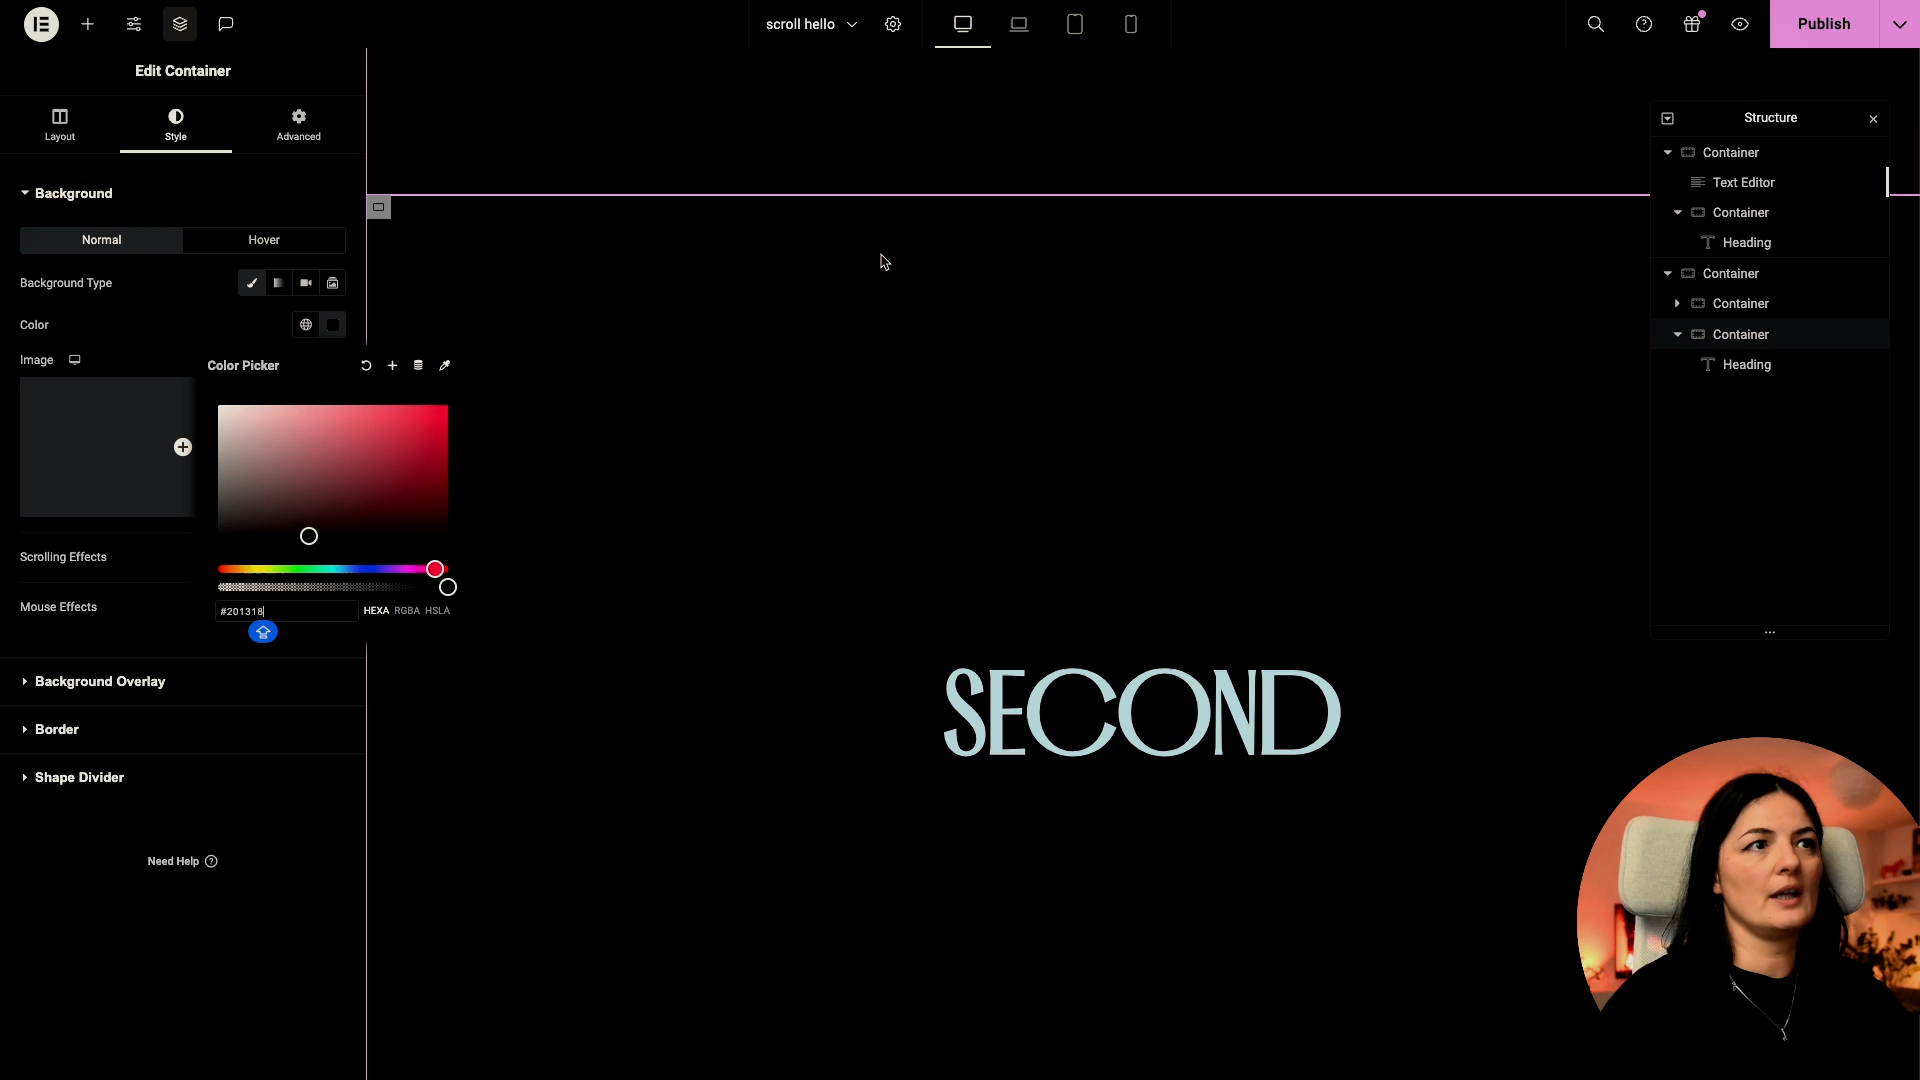 scroll hello
Publish
Edit Container
Layout
Style
Advanced
Background
Normal
Hover
Background Type
Color
Image
Color Picker
#201318
HEXA RGBA HSLA
Scrolling Effects
Mouse Effects
Background Overlay
Border
Shape Divider
Need Help
SECOND
Structure
Container
Text Editor
Container
Heading
Container
Container
Container
Heading